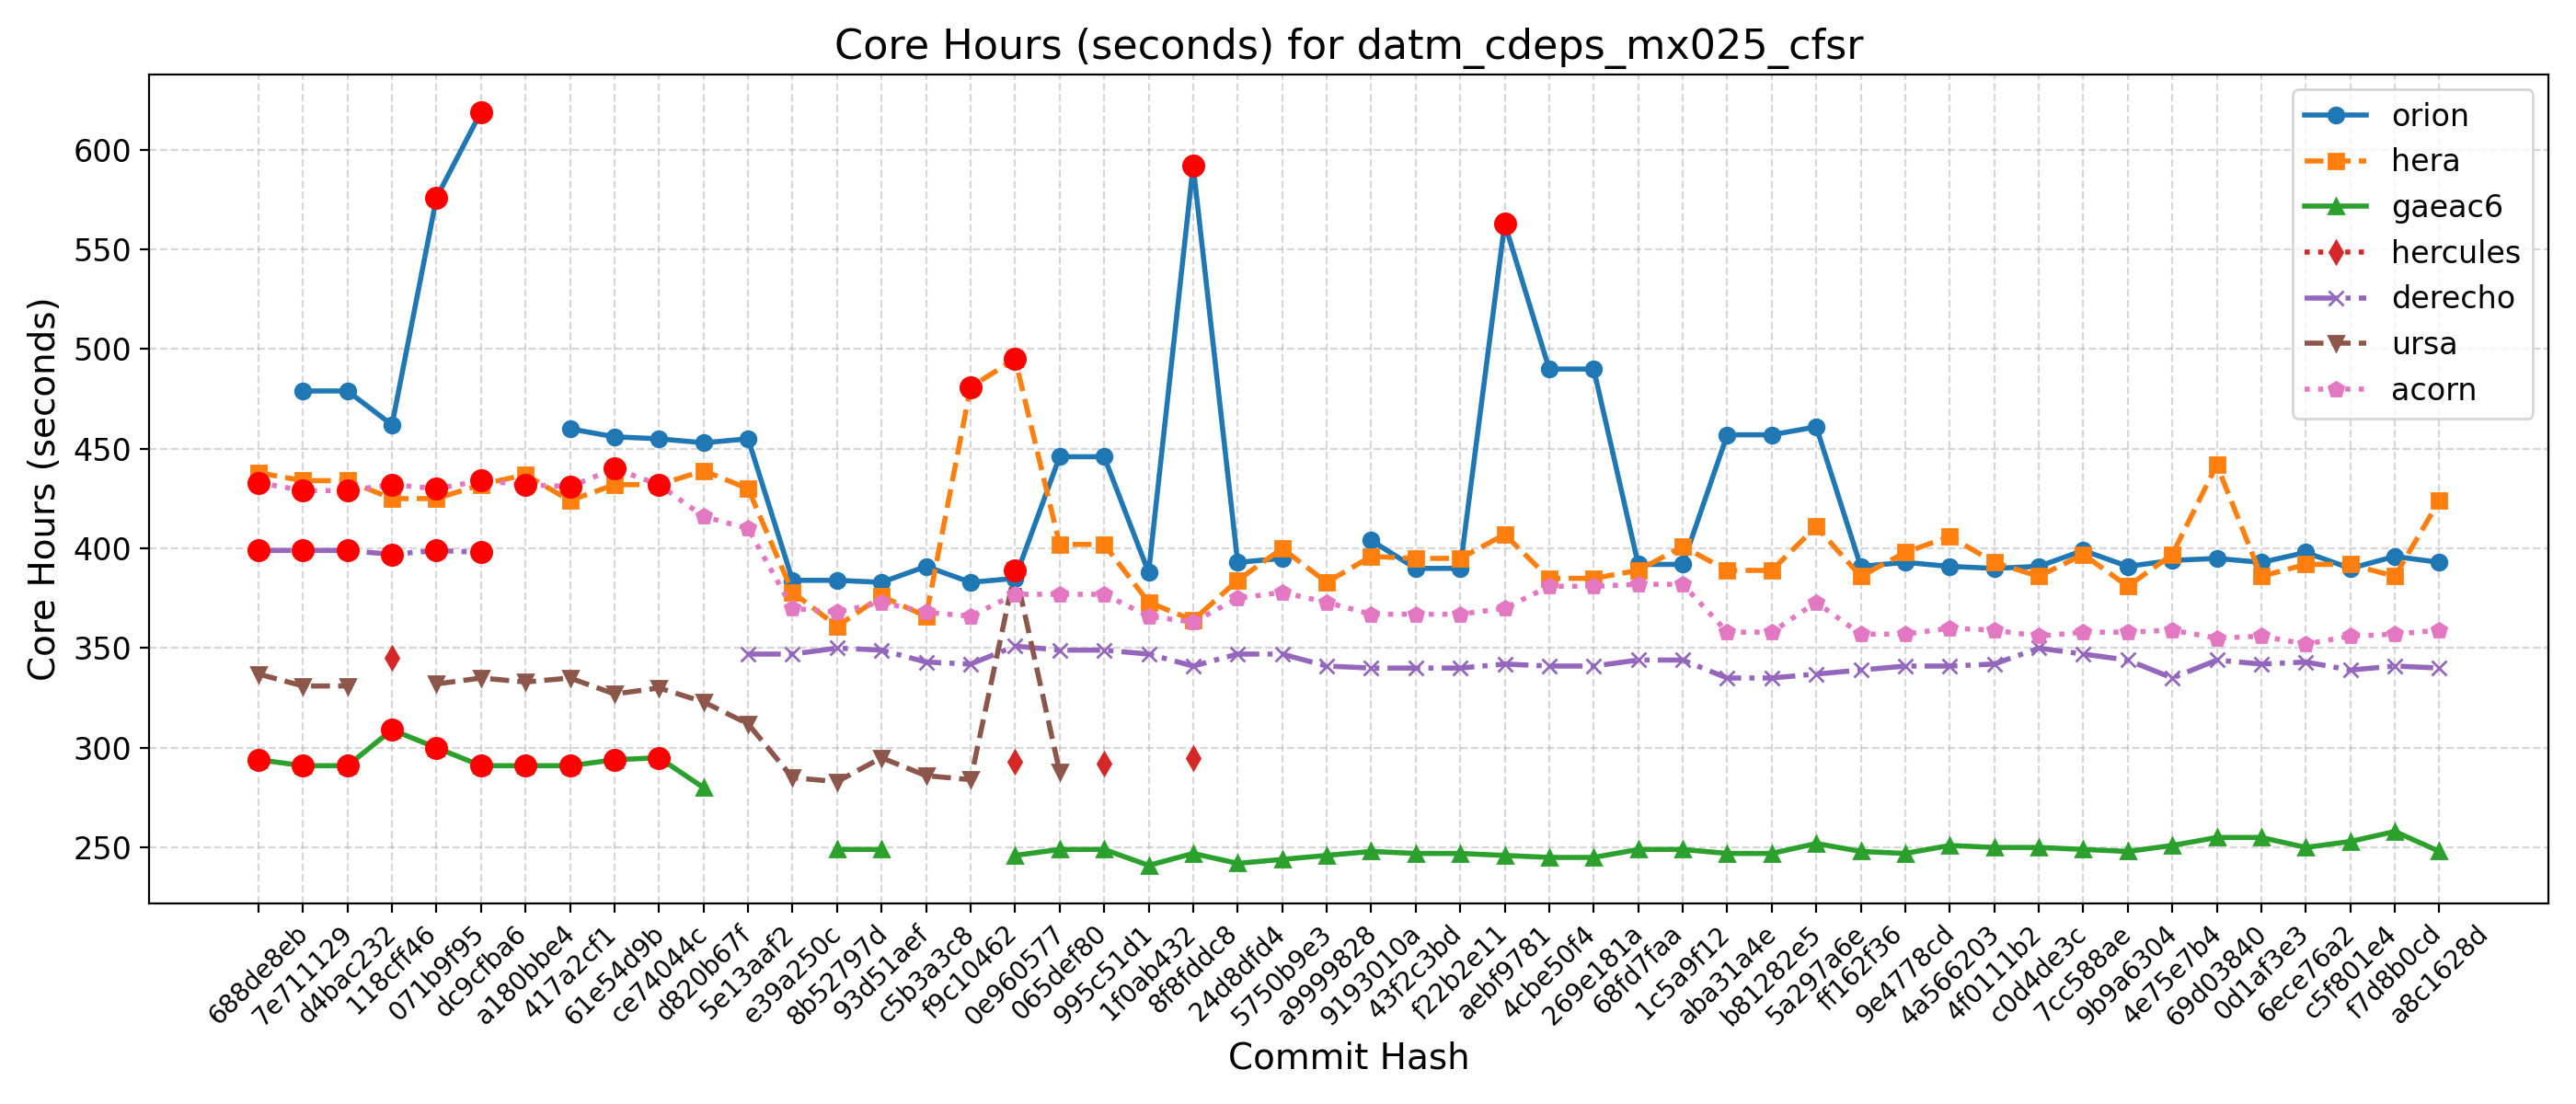 Core Hours (seconds) for datm_cdeps_mx025_cfsr
Core Hours (seconds)
600
550
500
450
400
350
300
250
orion
hera
gaeac6
hercules
derecho
ursa
acorn
688de8eb
7e711129
d4bac232
118cff46
071b9f95
dc9cfba6
a180bbe4
417a2cf1
61e54d9b
ce74044c
d820b67f
5e13aaf2
e39a250c
8b52797d
93d51aef
c5b3a3c8
f9c10462
0e960577
065def80
995c51d1
1f0ab432
8f8fddc8
24d8dfd4
5750b9e3
a9999828
9193010a
43f2c3bd
f22b2e11
aebf9781
4cbe50f4
269e181a
68fd7faa
1c5a9f12
aba31a4e
b81282e5
5a297a6e
ff162f36
9e4778cd
4a566203
4f0111b2
c0d4de3c
7cc588ae
9b9a6304
4e75e7b4
69d03840
0d1af3e3
6ece76a2
c5f801e4
f7d8b0cd
a8c1628d
Commit Hash